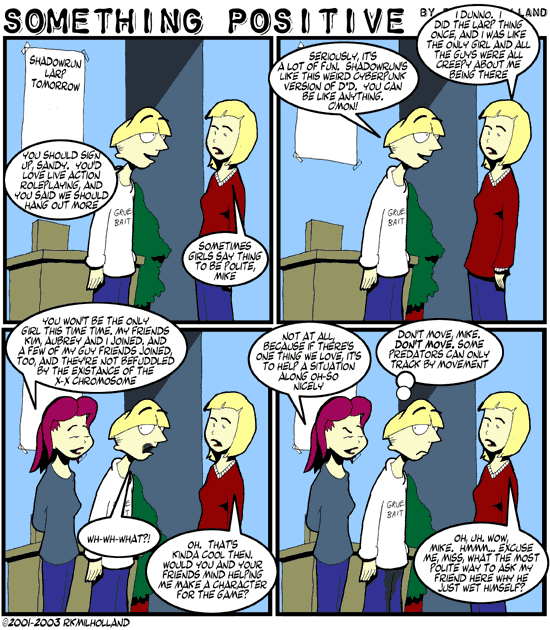 SOMETHING POSITIVE
SHADOWRUN
LARP
TOMORROW
YOU SHOULD SIGN
UP, SANDY. YOU'D
LOVE LIVE ACTION
ROLEPLAYING, AND
YOU SAID WE SHOULD
HANG OUT MORE
GRUE
BAIT
SOMETIMES
GIRLS SAY THING
TO BE POLITE,
MIKE
SERIOUSLY, IT'S
A LOT OF FUN. SHADOWRUN'S
LIKE THIS WEIRD CYBERPUNK
VERSION OF D'D. YOU CAN
BE LIKE ANYTHING.
C'MON!
I DUNNO. I
DID THE LARP THING
ONCE, AND I WAS LIKE
THE ONLY GIRL AND ALL
THE GUYS WERE ALL
CREEPY ABOUT ME
BEING THERE
GRUE
BAIT
YOU WON'T BE THE ONLY
GIRL THIS TIME TIME. MY FRIENDS
KIM, AUBREY AND I JOINED, AND
A FEW OF MY GUY FRIENDS JOINED,
TOO, AND THEY'RE NOT BEFUDDLED
BY THE EXISTANCE OF THE
X-X CHROMOSOME
WH-WH-WHAT?!
GRUE
BAIT
OH. THAT'S
KINDA COOL THEN.
WOULD YOU AND YOUR
FRIENDS MIND HELPING
ME MAKE A CHARACTER
FOR THE GAME?
NOT AT ALL,
BECAUSE IF THERE'S
ONE THING WE LOVE, IT'S
TO HELP A SITUATION
ALONG OH-SO
NICELY
DON'T MOVE, MIKE.
DON'T MOVE. SOME
PREDATORS CAN ONLY
TRACK BY MOVEMENT
GRUE
BAIT
OH, UH. WOW,
MIKE. HMMM... EXCUSE
ME, MISS, WHAT THE MOST
POLITE WAY TO ASK MY
FRIEND HERE WHY HE
JUST WET HIMSELF?
©2001-2003 RKMILHOLLAND